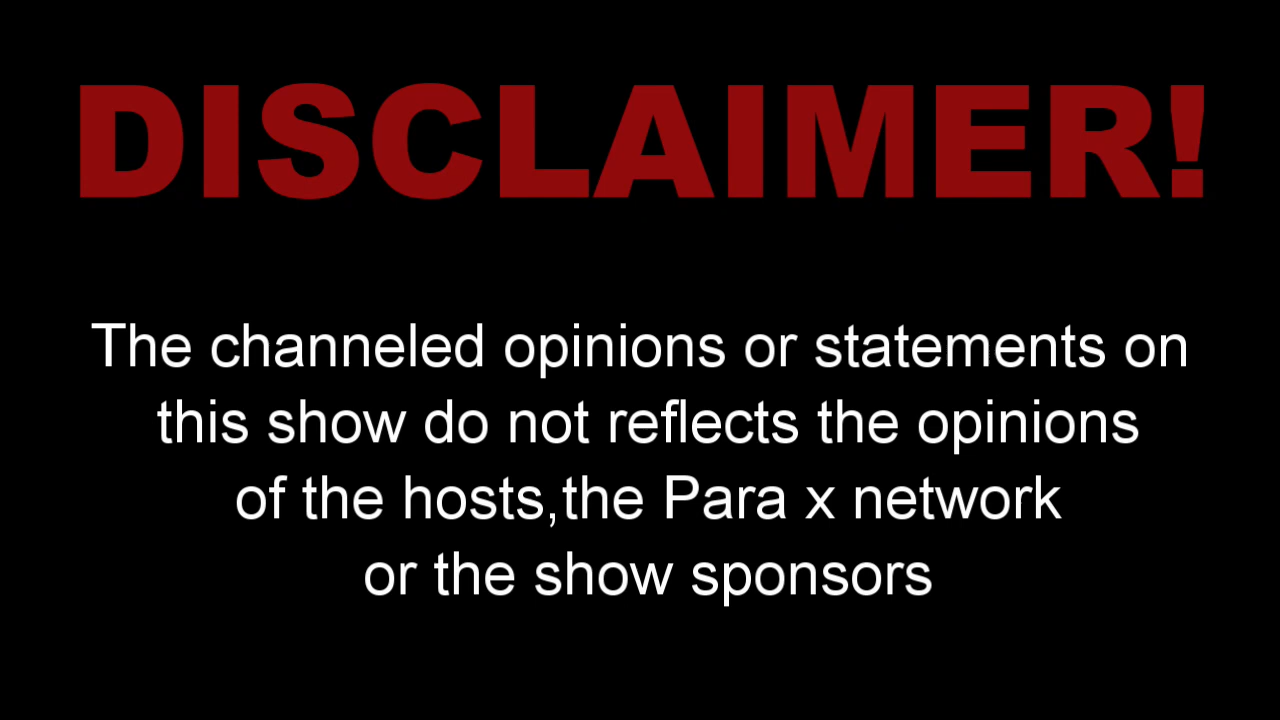 DISCLAIMER!
The channeled opinions or statements on
this show do not reflects the opinions
of the hosts,the Para x network
or the show sponsors